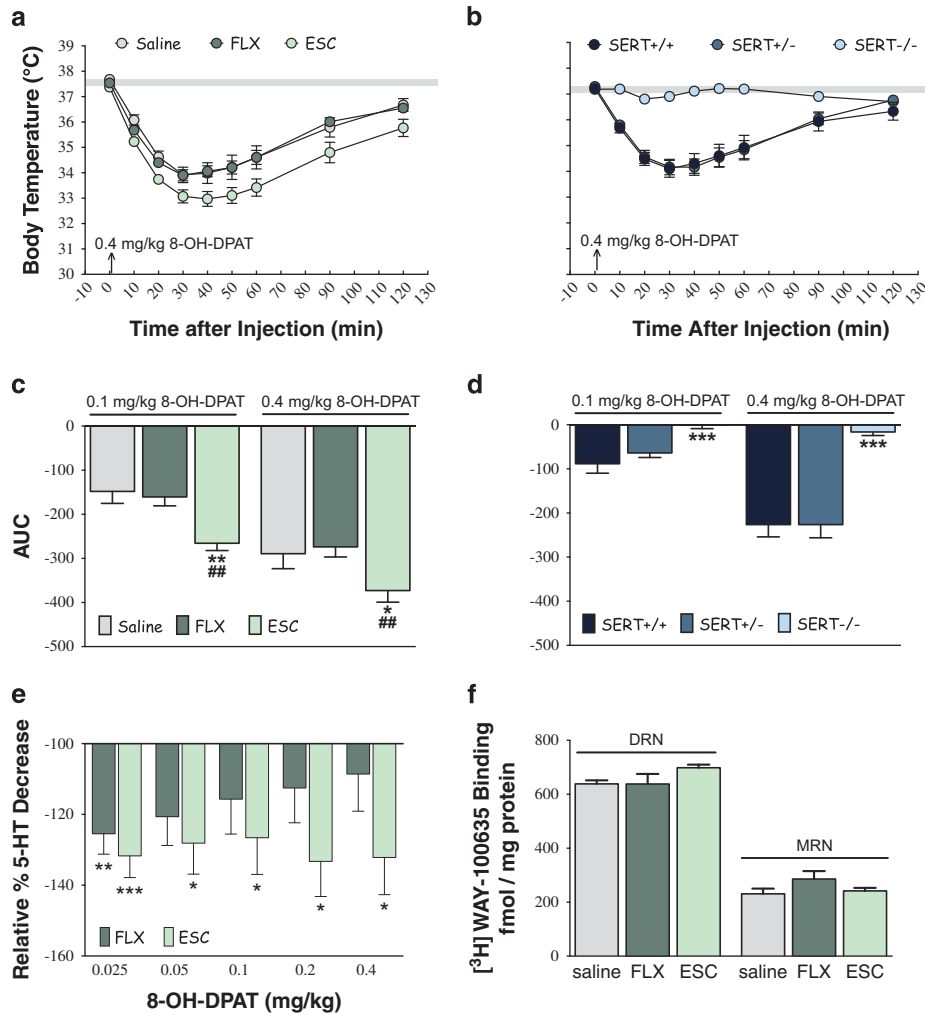 a
Saline FLX ESC
Body Temperature (°C)
39
38
37
36
35
34
33
32
31
30
0.4 mg/kg 8-OH-DPAT
-10 0 10 20 30 40 50 60 70 80 90 100 110 120 130
Time after Injection (min)
b
SERT+/+ SERT+/- SERT-/-
0.4 mg/kg 8-OH-DPAT
-10 0 10 20 30 40 50 60 70 80 90 100 110 120 130
Time After Injection (min)
c
0.1 mg/kg 8-OH-DPAT 0.4 mg/kg 8-OH-DPAT
AUC
0
-100
-200
-300
-400
-500
**
##
*
##
Saline FLX ESC
d
0.1 mg/kg 8-OH-DPAT 0.4 mg/kg 8-OH-DPAT
0
-100
-200
-300
-400
-500
***
***
SERT+/+ SERT+/- SERT-/-
e
Relative % 5-HT Decrease
-100
-120
-140
-160
** *** * * * *
FLX ESC
0.025 0.05 0.1 0.2 0.4
8-OH-DPAT (mg/kg)
f
[³H] WAY-100635 Binding
fmol / mg protein
800
600
400
200
0
DRN
MRN
saline FLX ESC saline FLX ESC